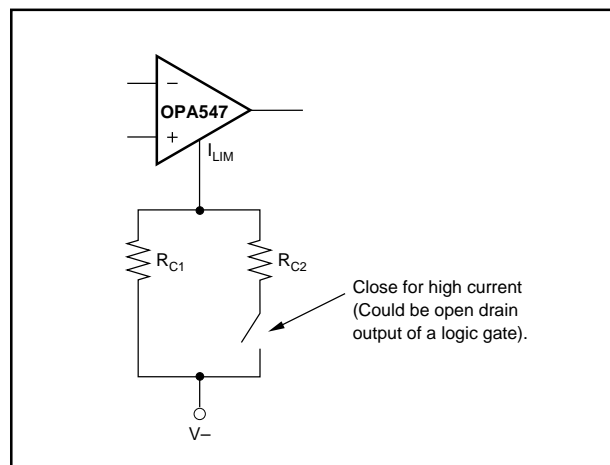 −
OPA547
+
I_LIM
R_C1
R_C2
Close for high current
(Could be open drain
output of a logic gate).
V–